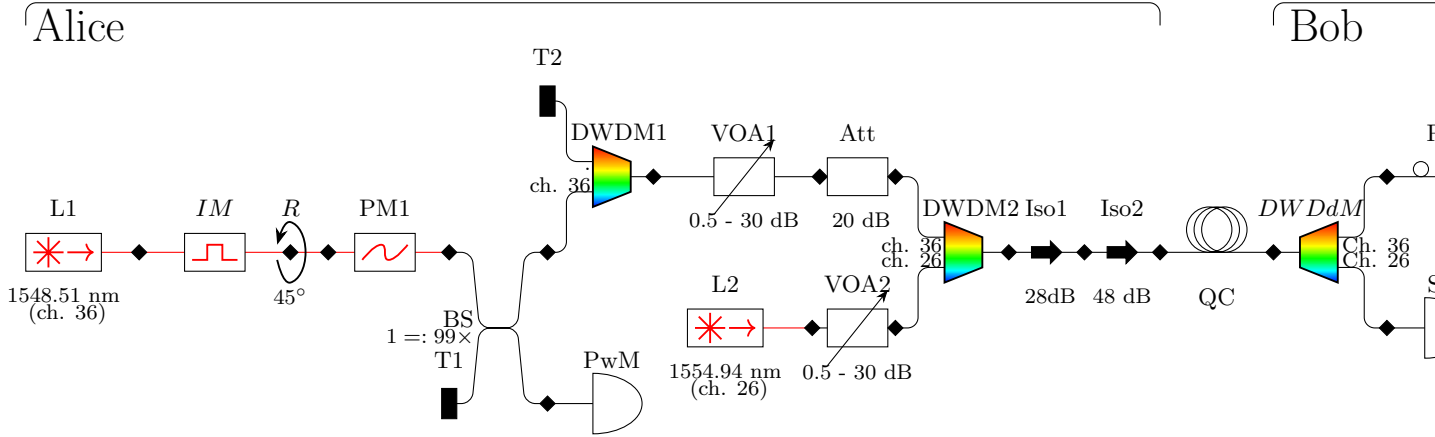 Alice
Bob
T2
DWDM1
ch. 36
VOA1
0.5 - 30 dB
Att
20 dB
L1
1548.51 nm
(ch. 36)
IM
R
45°
PM1
BS
1 =: 99×
T1
PwM
L2
1554.94 nm
(ch. 26)
VOA2
0.5 - 30 dB
DWDM2
ch. 36
ch. 26
Iso1
28dB
Iso2
48 dB
QC
DWDdM
Ch. 36
Ch. 26
S